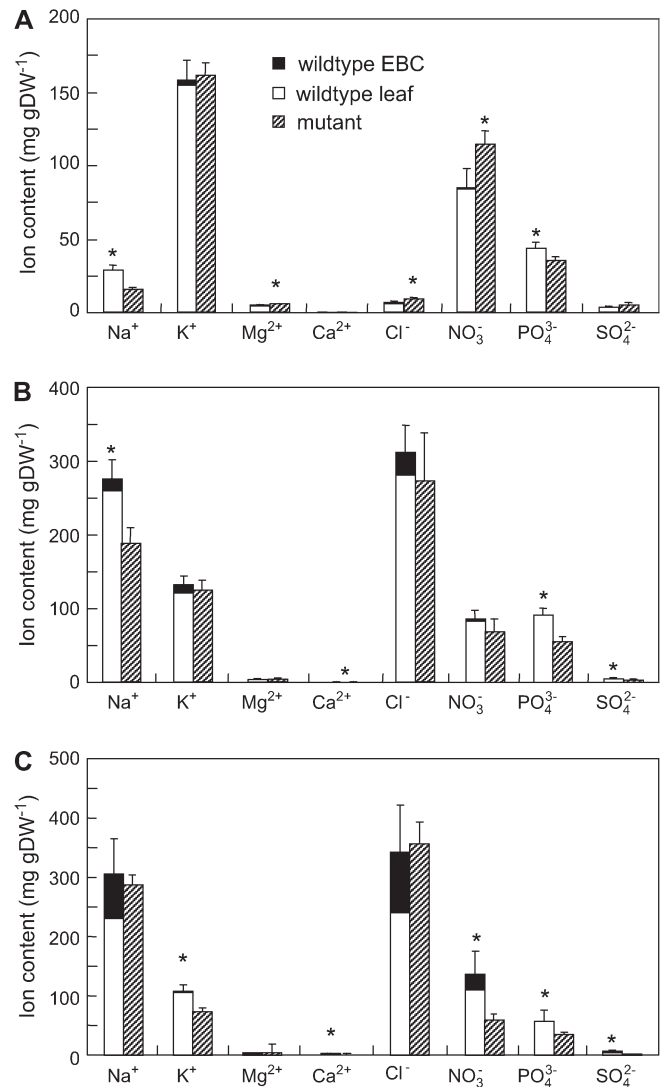 A
Ion content (mg gDW⁻¹)
200
150
100
50
0
wildtype EBC
wildtype leaf
mutant
* * * * *
Na⁺ K⁺ Mg²⁺ Ca²⁺ Cl⁻ NO₃⁻ PO₄³⁻ SO₄²⁻
B
Ion content (mg gDW⁻¹)
400
300
200
100
0
* * * *
Na⁺ K⁺ Mg²⁺ Ca²⁺ Cl⁻ NO₃⁻ PO₄³⁻ SO₄²⁻
C
Ion content (mg gDW⁻¹)
500
400
300
200
100
0
* * * * *
Na⁺ K⁺ Mg²⁺ Ca²⁺ Cl⁻ NO₃⁻ PO₄³⁻ SO₄²⁻